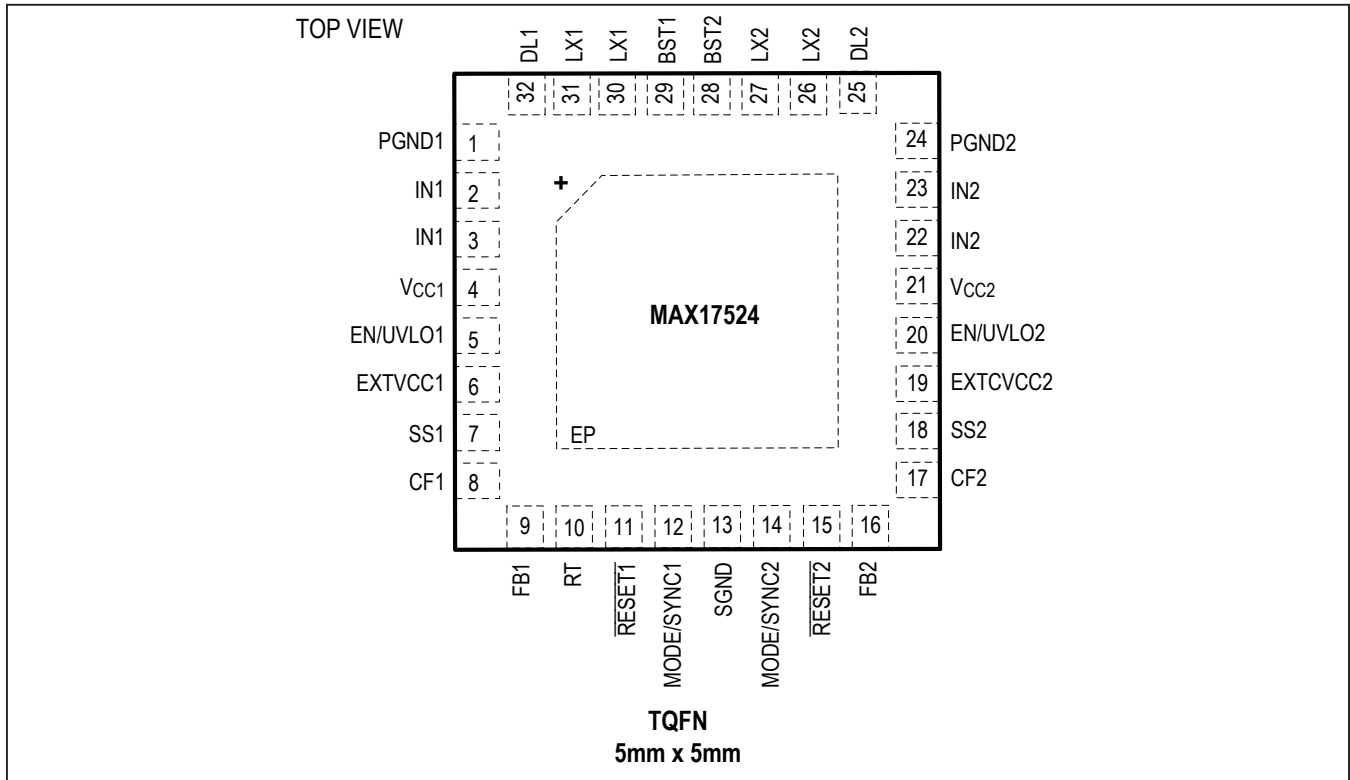 TOP VIEW
DL1
LX1
LX1
BST1
BST2
LX2
LX2
DL2
32
31
30
29
28
27
26
25
PGND1 1
IN1 2
IN1 3
VCC1 4
EN/UVLO1 5
EXTVCC1 6
SS1 7
CF1 8
24 PGND2
23 IN2
22 IN2
21 VCC2
20 EN/UVLO2
19 EXTCVCC2
18 SS2
17 CF2
+
MAX17524
EP
9
10
11
12
13
14
15
16
FB1
RT
RESET1
MODE/SYNC1
SGND
MODE/SYNC2
RESET2
FB2
TQFN
5mm x 5mm